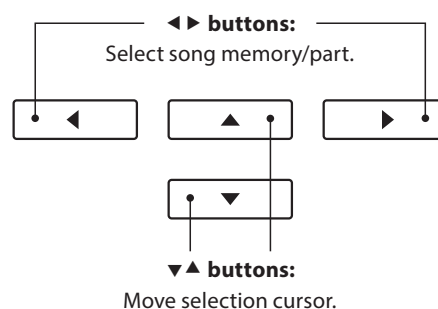 ◀▶ buttons:
Select song memory/part.
◀ ▲ ▶
▼
▼▲ buttons:
Move selection cursor.